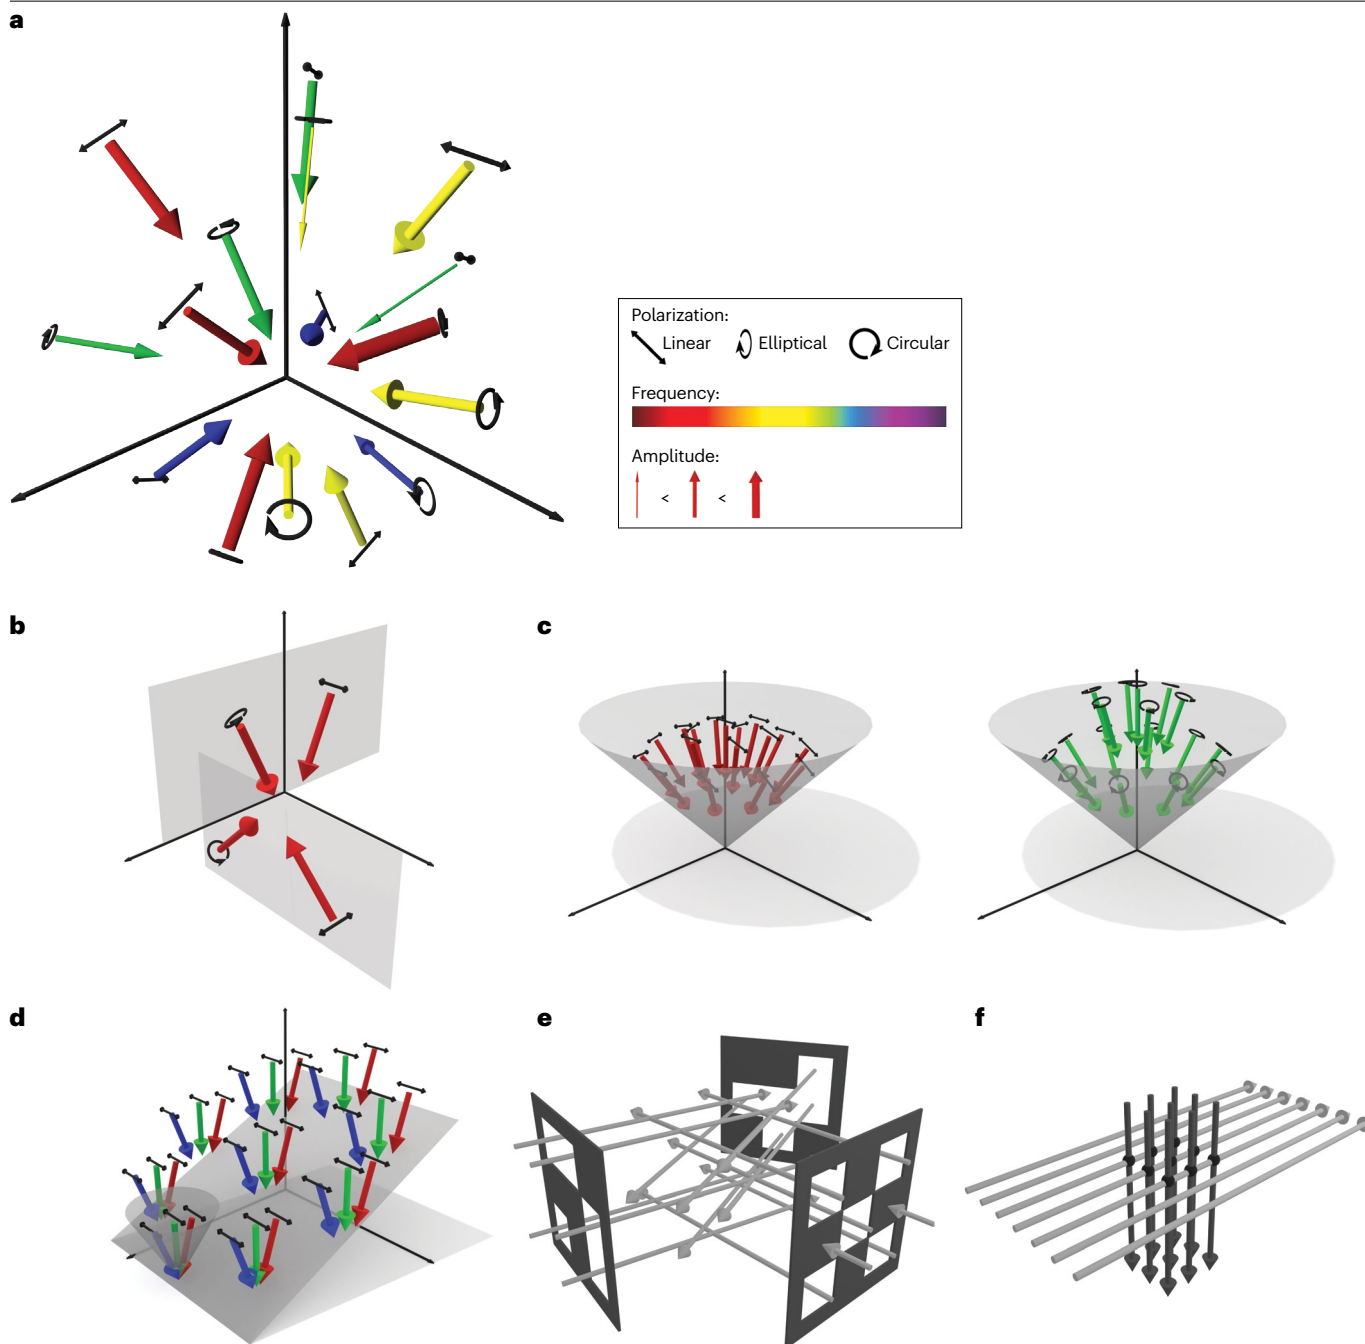 a
Polarization:
Linear Elliptical Circular
Frequency:
Amplitude:
< <
b
c
d
e
f